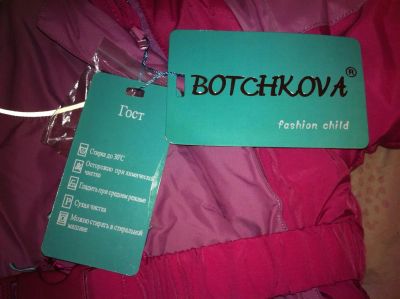 BOTCHKOVA®
fashion child
Гост
Стирка до 30°C
Осторожно при химической
чистке
Гладить при среднем режиме
Сухая чистка
P
Можно стирать в стиральной
машине